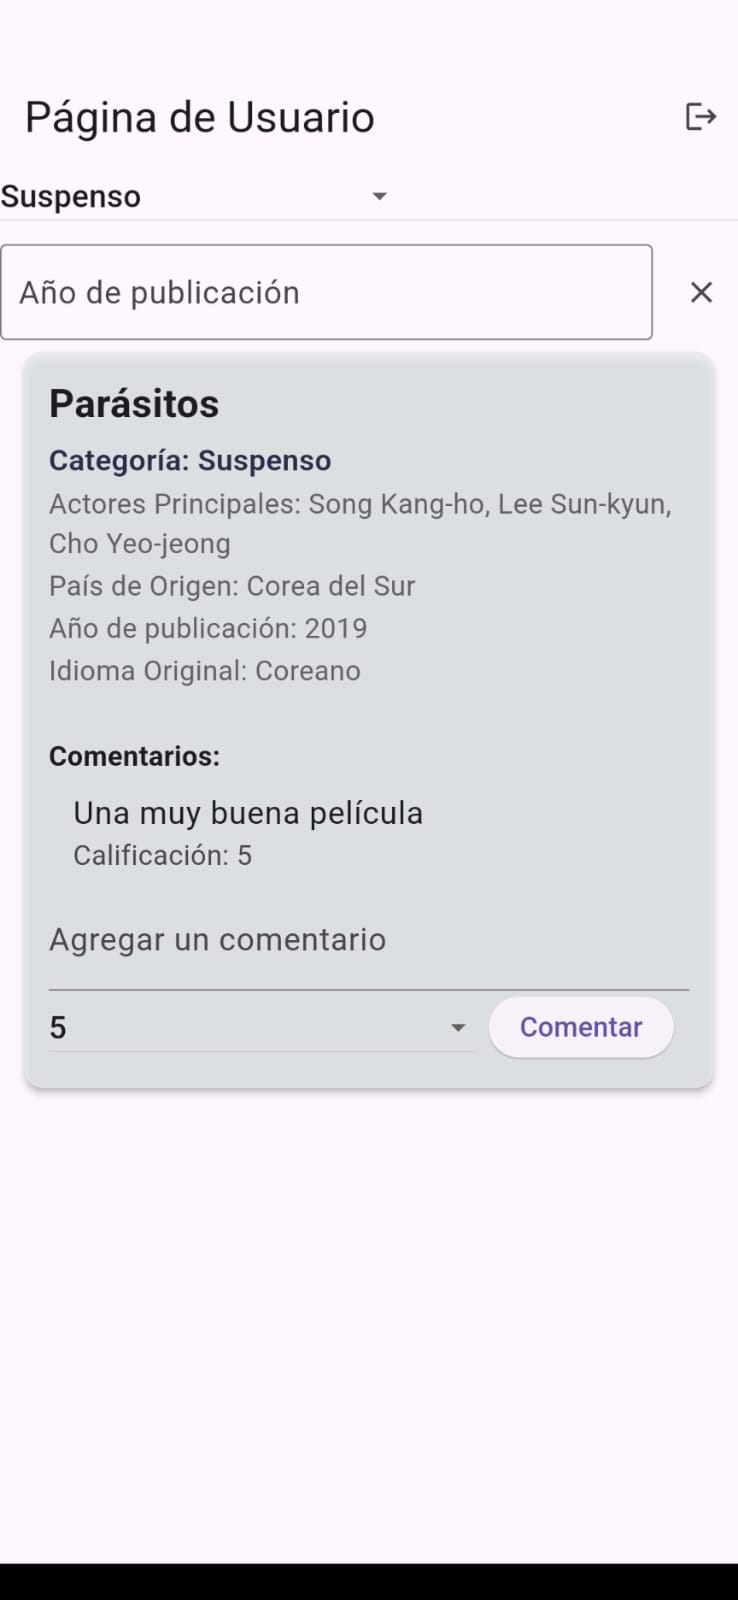 Página de Usuario
Suspenso
Año de publicación
Parásitos
Categoría: Suspenso
Actores Principales: Song Kang-ho, Lee Sun-kyun,
Cho Yeo-jeong
País de Origen: Corea del Sur
Año de publicación: 2019
Idioma Original: Coreano
Comentarios:
Una muy buena película
Calificación: 5
Agregar un comentario
5
Comentar